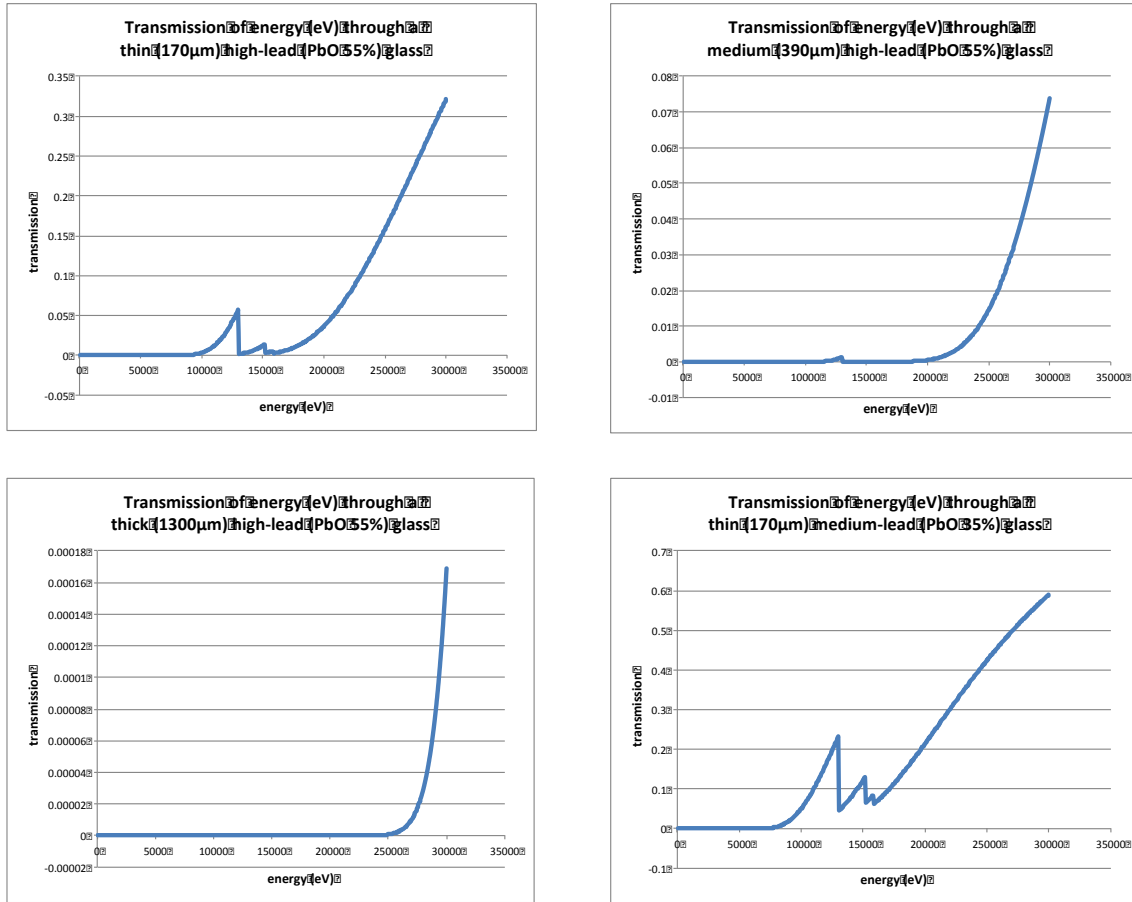 Transmission of energy (eV) through a
thin (170µm) high-lead (PbO 55%) glass
0.35
0.3
0.25
0.2
0.15
0.1
0.05
0
-0.05
transmission
0 5000 10000 15000 20000 25000 30000 35000
energy (eV)
Transmission of energy (eV) through a
medium (390µm) high-lead (PbO 55%) glass
0.08
0.07
0.06
0.05
0.04
0.03
0.02
0.01
0
-0.01
transmission
0 5000 10000 15000 20000 25000 30000 35000
energy (eV)
Transmission of energy (eV) through a
thick (1300µm) high-lead (PbO 55%) glass
0.00018
0.00016
0.00014
0.00012
0.0001
0.00008
0.00006
0.00004
0.00002
0
-0.00002
transmission
0 5000 10000 15000 20000 25000 30000 35000
energy (eV)
Transmission of energy (eV) through a
thin (170µm) medium-lead (PbO 35%) glass
0.7
0.6
0.5
0.4
0.3
0.2
0.1
0
-0.1
transmission
0 5000 10000 15000 20000 25000 30000 35000
energy (eV)